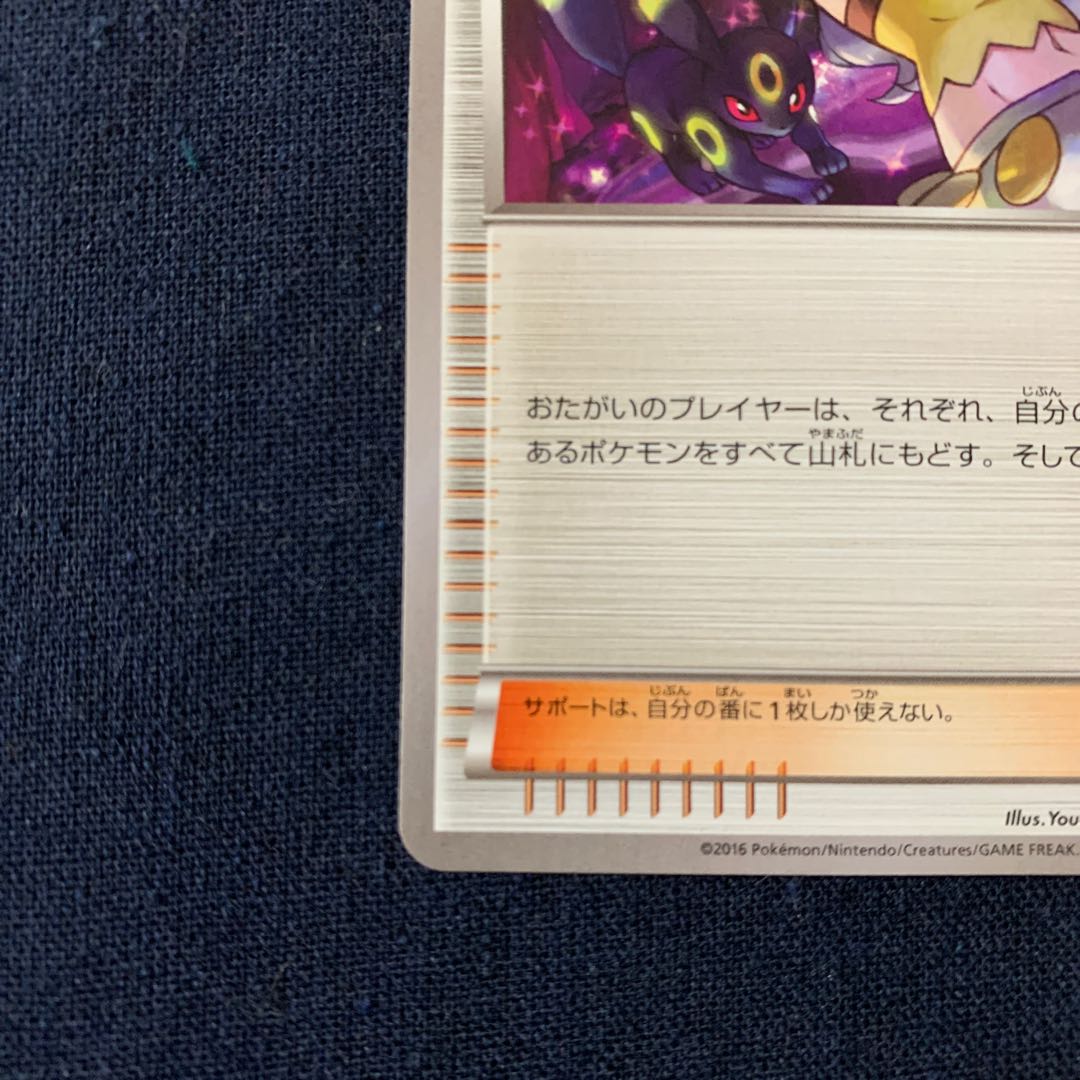 おたがいのプレイヤーは、それぞれ、自分の
あるポケモンをすべて山札にもどす。そして
サポートは、自分の番に1枚しか使えない。
Illus. You
©2016 Pokémon/Nintendo/Creatures/GAME FREAK.